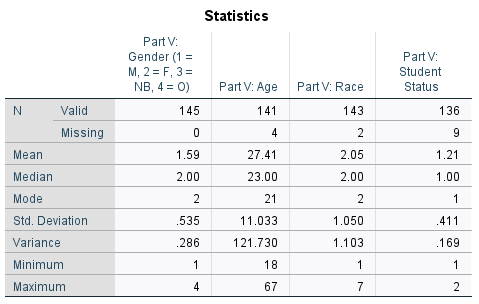 Statistics
Part V:
Gender (1 =
M, 2 = F, 3 =
NB, 4 = O) Part V: Age Part V: Race Part V:
Student
Status
N Valid 145 141 143 136
Missing 0 4 2 9
Mean 1.59 27.41 2.05 1.21
Median 2.00 23.00 2.00 1.00
Mode 2 21 2 1
Std. Deviation .535 11.033 1.050 .411
Variance .286 121.730 1.103 .169
Minimum 1 18 1 1
Maximum 4 67 7 2